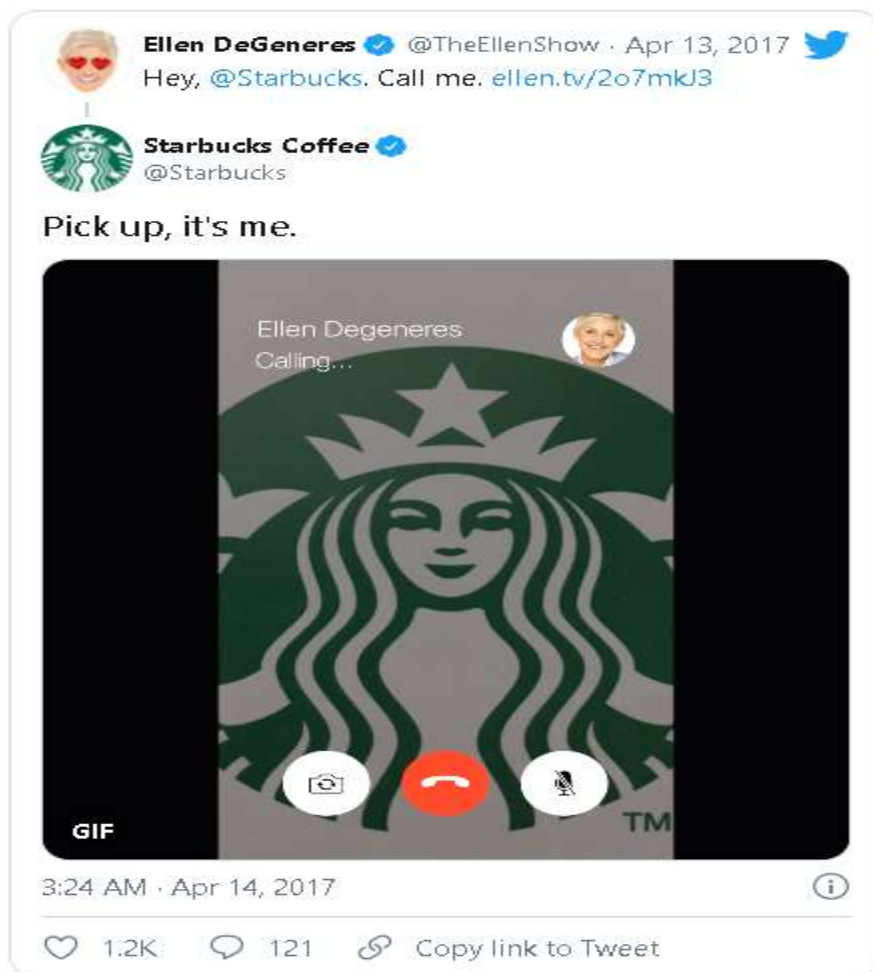 Ellen DeGeneres @TheEllenShow · Apr 13, 2017
Hey, @Starbucks. Call me. ellen.tv/2o7mkJ3
Starbucks Coffee
@Starbucks
Pick up, it's me.
Ellen Degeneres
Calling...
TM
GIF
3:24 AM · Apr 14, 2017
1.2K 121 Copy link to Tweet